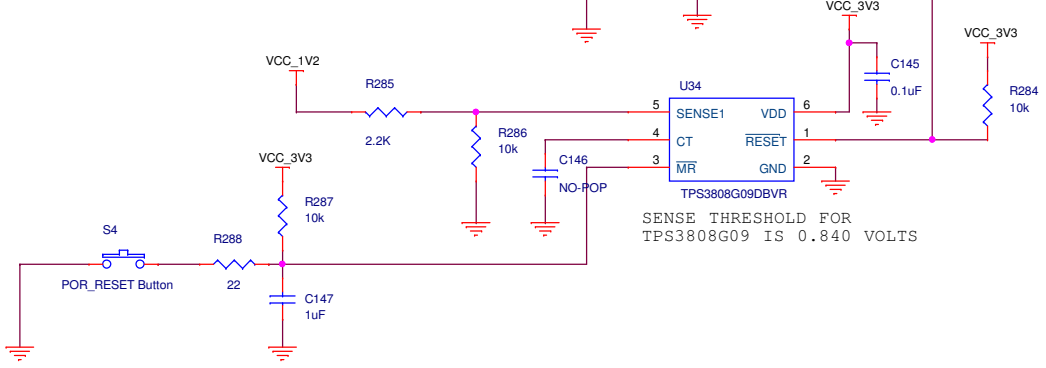 VCC_3V3
VCC_3V3
VCC_1V2
R285
2.2K
R286
10k
C146
NO-POP
U34
5
SENSE1
VDD
6
4
CT
RESET
1
3
MR
GND
2
TPS3808G09DBVR
C145
0.1uF
R284
10k
SENSE THRESHOLD FOR
TPS3808G09 IS 0.840 VOLTS
VCC_3V3
R287
10k
S4
POR_RESET Button
R288
22
C147
1uF